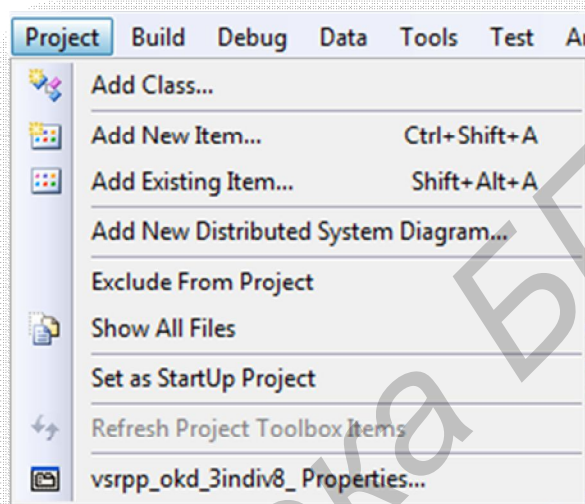 Project Build Debug Data Tools Test
Add Class...
Add New Item... Ctrl+Shift+A
Add Existing Item... Shift+Alt+A
Add New Distributed System Diagram...
Exclude From Project
Show All Files
Set as StartUp Project
Refresh Project Toolbox Items
vsrpp_okd_3indiv8_ Properties...